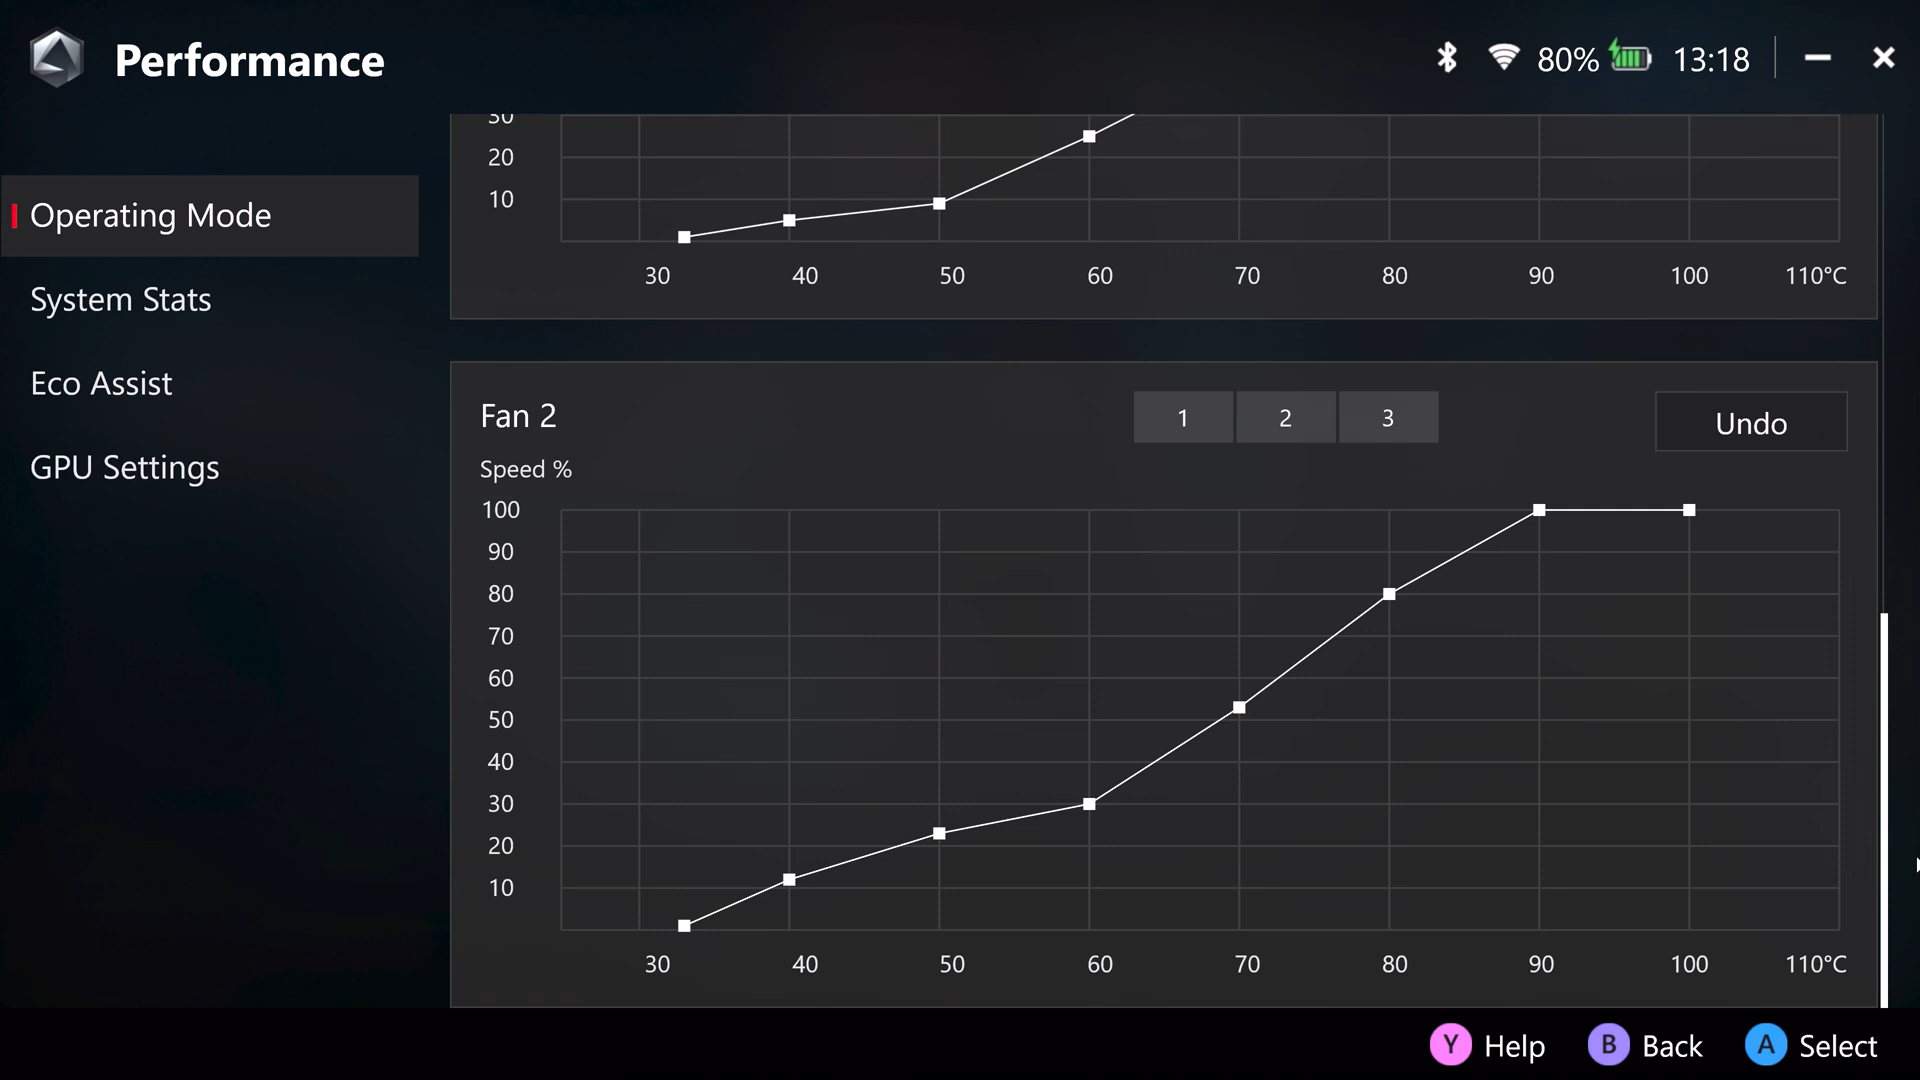 Performance
80%
13:18
Operating Mode
System Stats
Eco Assist
GPU Settings
30
20
10
30 40 50 60 70 80 90 100 110°C
Fan 2
1 2 3
Undo
Speed %
100
90
80
70
60
50
40
30
20
10
30 40 50 60 70 80 90 100 110°C
Y Help B Back A Select